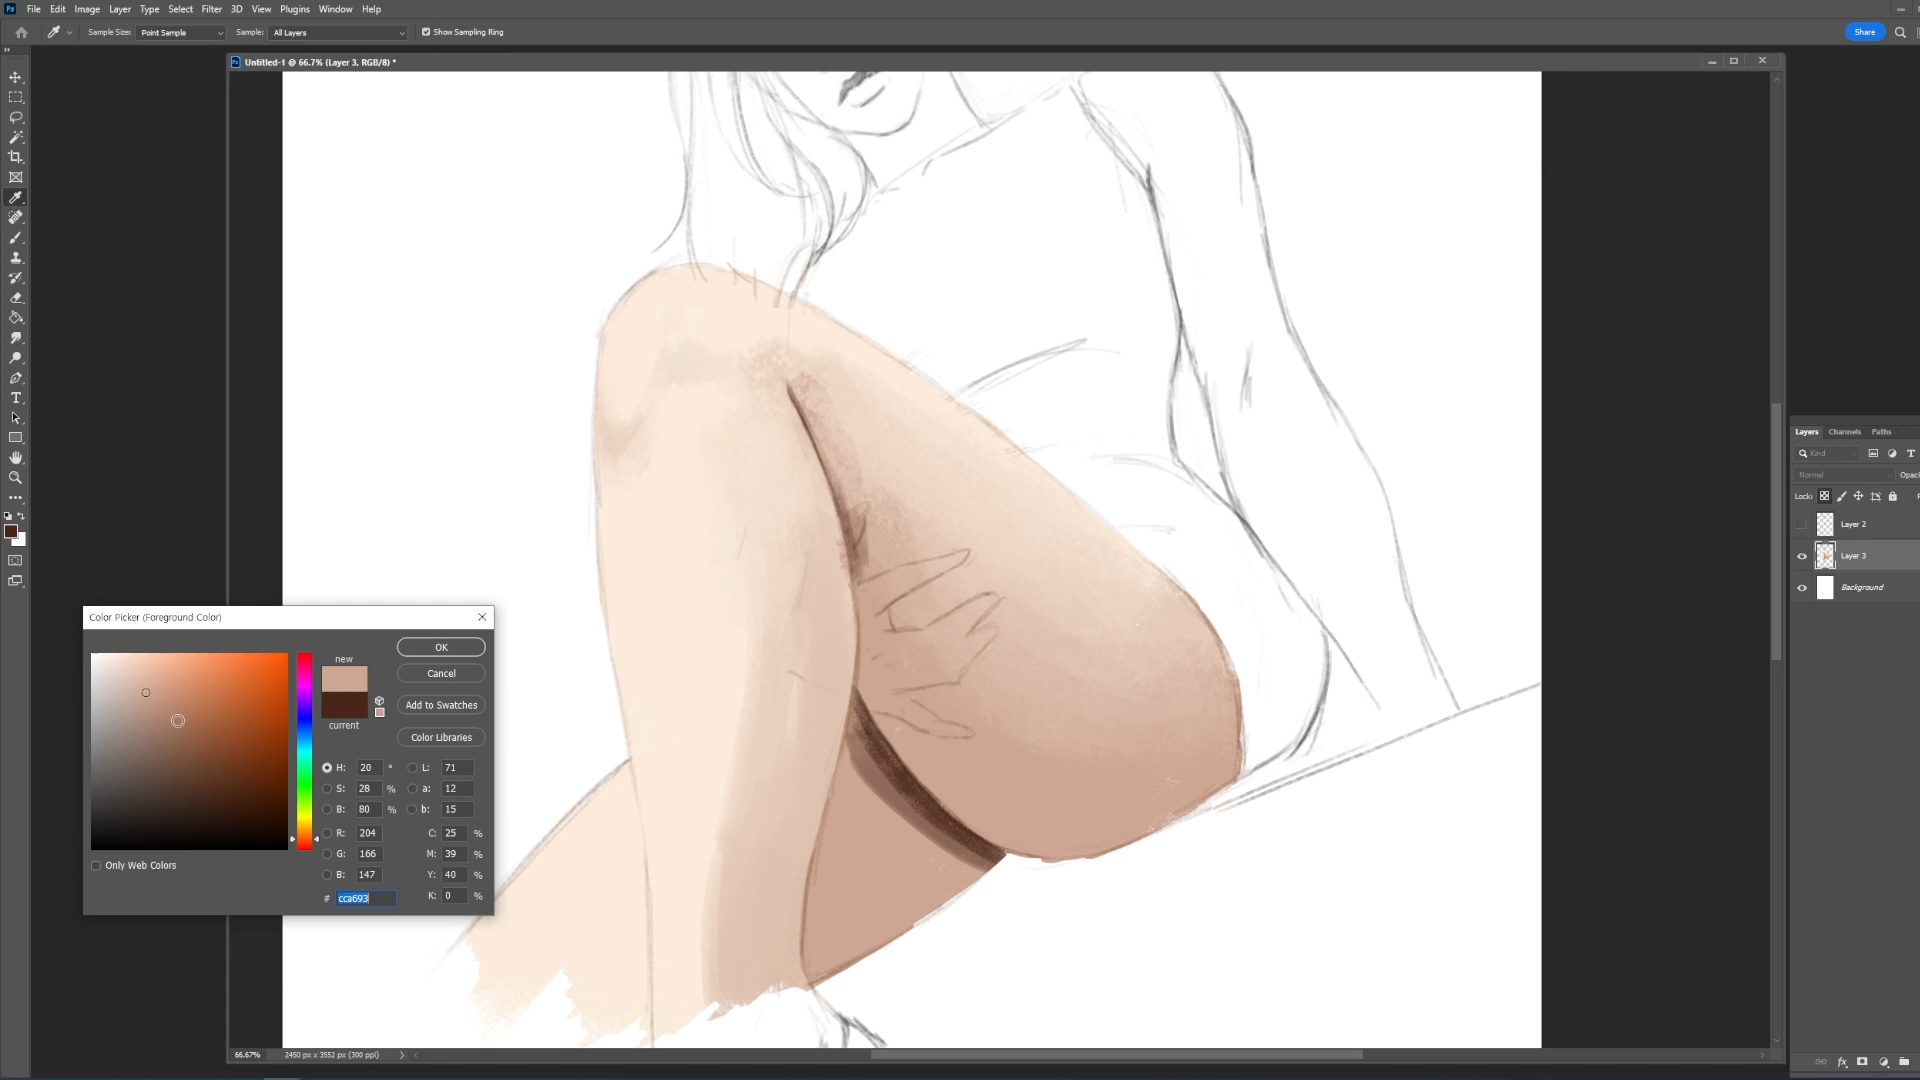 Ps File Edit Image Layer Type Select Filter 3D View Plugins Window Help
Sample Size: Point Sample Sample: All Layers Show Sampling Ring Share
Ps Untitled-1 @ 66.7% (Layer 3, RGB/8) *
Layers Channels Paths
Kind
Normal Opaci
Lock: F
Layer 2
Layer 3
Background
Color Picker (Foreground Color)
new
current
OK
Cancel
Add to Swatches
Color Libraries
H: 20 ° L: 71
S: 28 % a: 12
B: 80 % b: 15
R: 204 C: 25 %
G: 166 M: 39 %
B: 147 Y: 40 %
# cca693 K: 0 %
Only Web Colors
66.67% 2450 px x 3552 px (300 ppi)